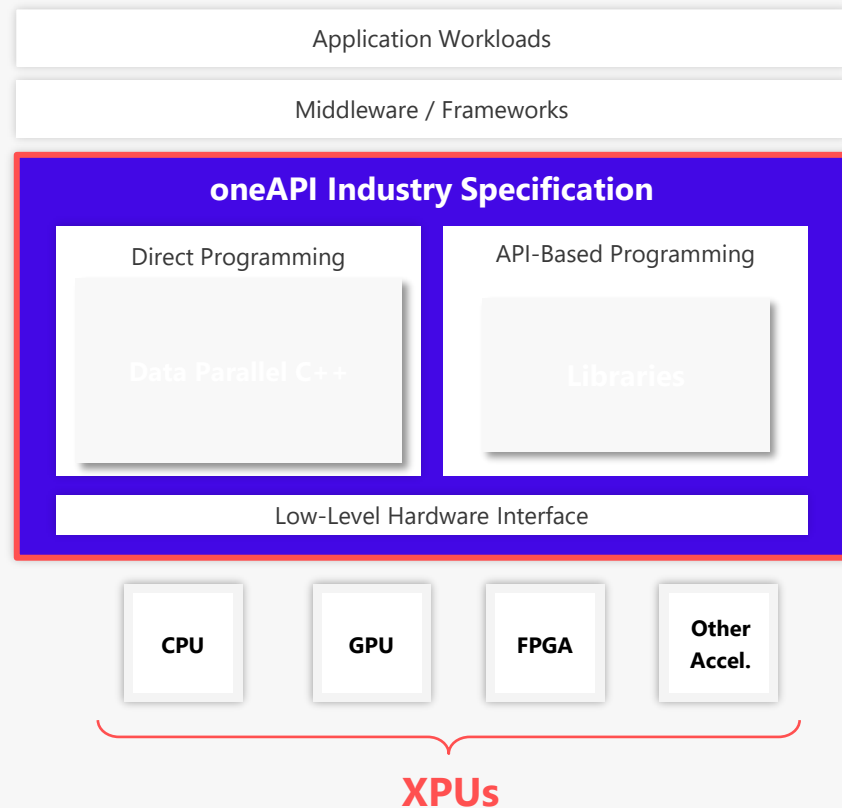 Application Workloads
Middleware / Frameworks
oneAPI Industry Specification
Direct Programming
API-Based Programming
Data Parallel C++
Libraries
Low-Level Hardware Interface
CPU
GPU
FPGA
Other
Accel.
XPUs